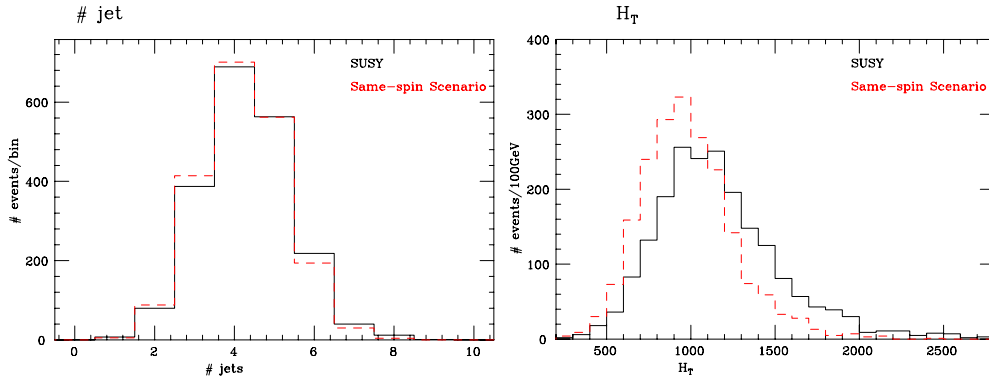 # jet
SUSY
Same-spin Scenario
# events/bin
600
400
200
0
0 2 4 6 8 10
# jets
H_T
SUSY
Same-spin Scenario
# events/100GeV
400
300
200
100
0
500 1000 1500 2000 2500
H_T